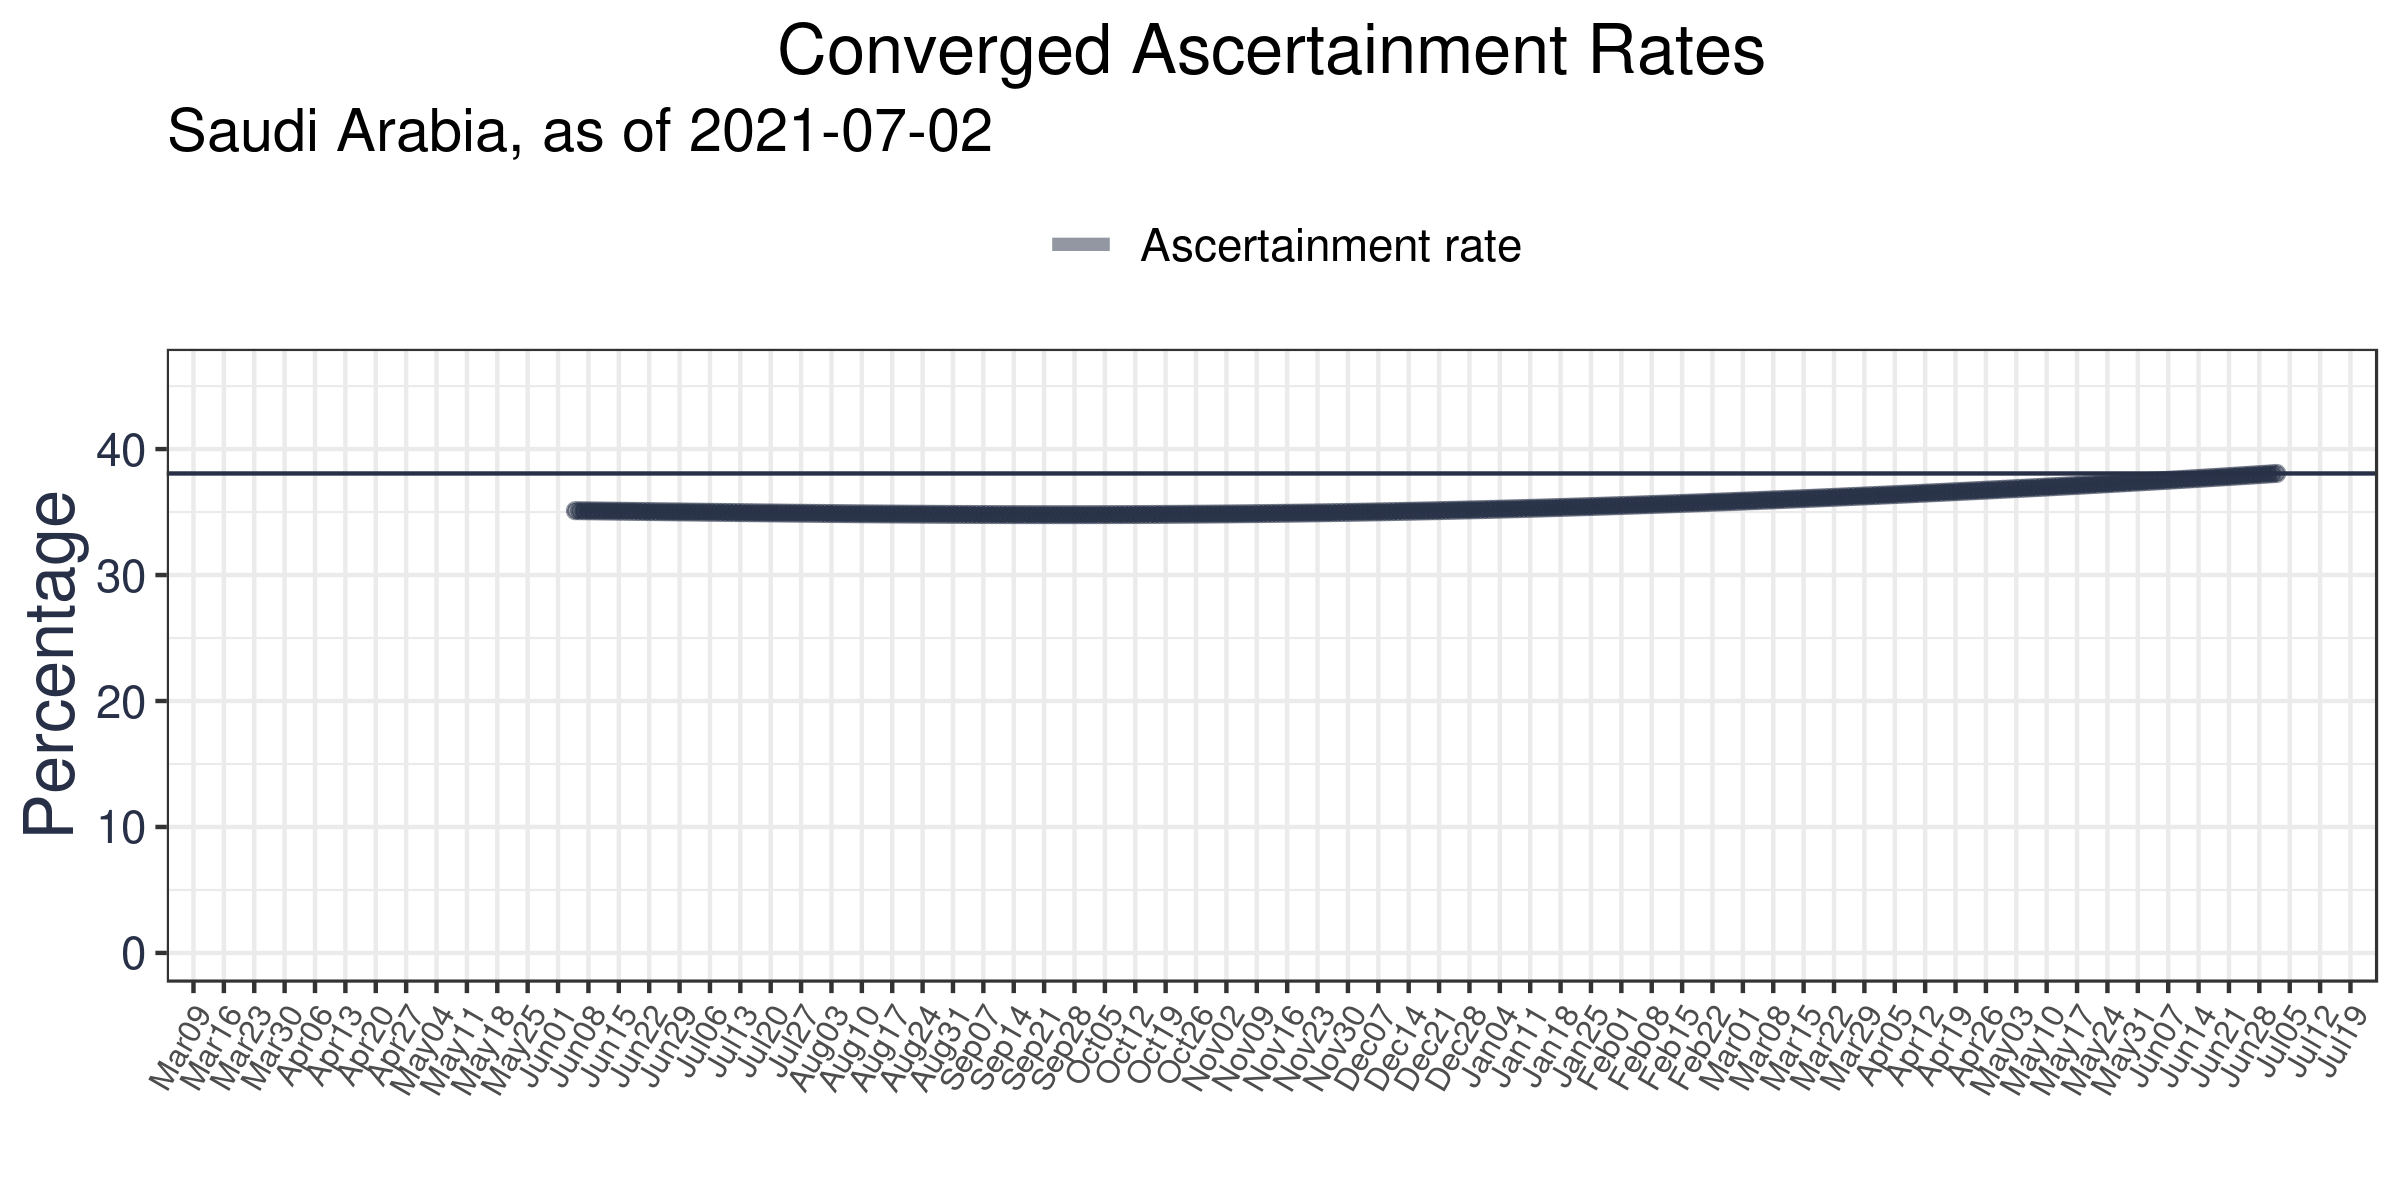 Converged Ascertainment Rates
Saudi Arabia, as of 2021-07-02
Ascertainment rate
Percentage
40
30
20
10
0
Mar09 Mar16 Mar23 Mar30 Apr06 Apr13 Apr20 Apr27 May04 May11 May18 May25 Jun01 Jun08 Jun15 Jun22 Jun29 Jul06 Jul13 Jul20 Jul27 Aug03 Aug10 Aug17 Aug24 Aug31 Sep07 Sep14 Sep21 Sep28 Oct05 Oct12 Oct19 Oct26 Nov02 Nov09 Nov16 Nov23 Nov30 Dec07 Dec14 Dec21 Dec28 Jan04 Jan11 Jan18 Jan25 Feb01 Feb08 Feb15 Feb22 Mar01 Mar08 Mar15 Mar22 Mar29 Apr05 Apr12 Apr19 Apr26 May03 May10 May17 May24 May31 Jun07 Jun14 Jun21 Jun28 Jul05 Jul12 Jul19